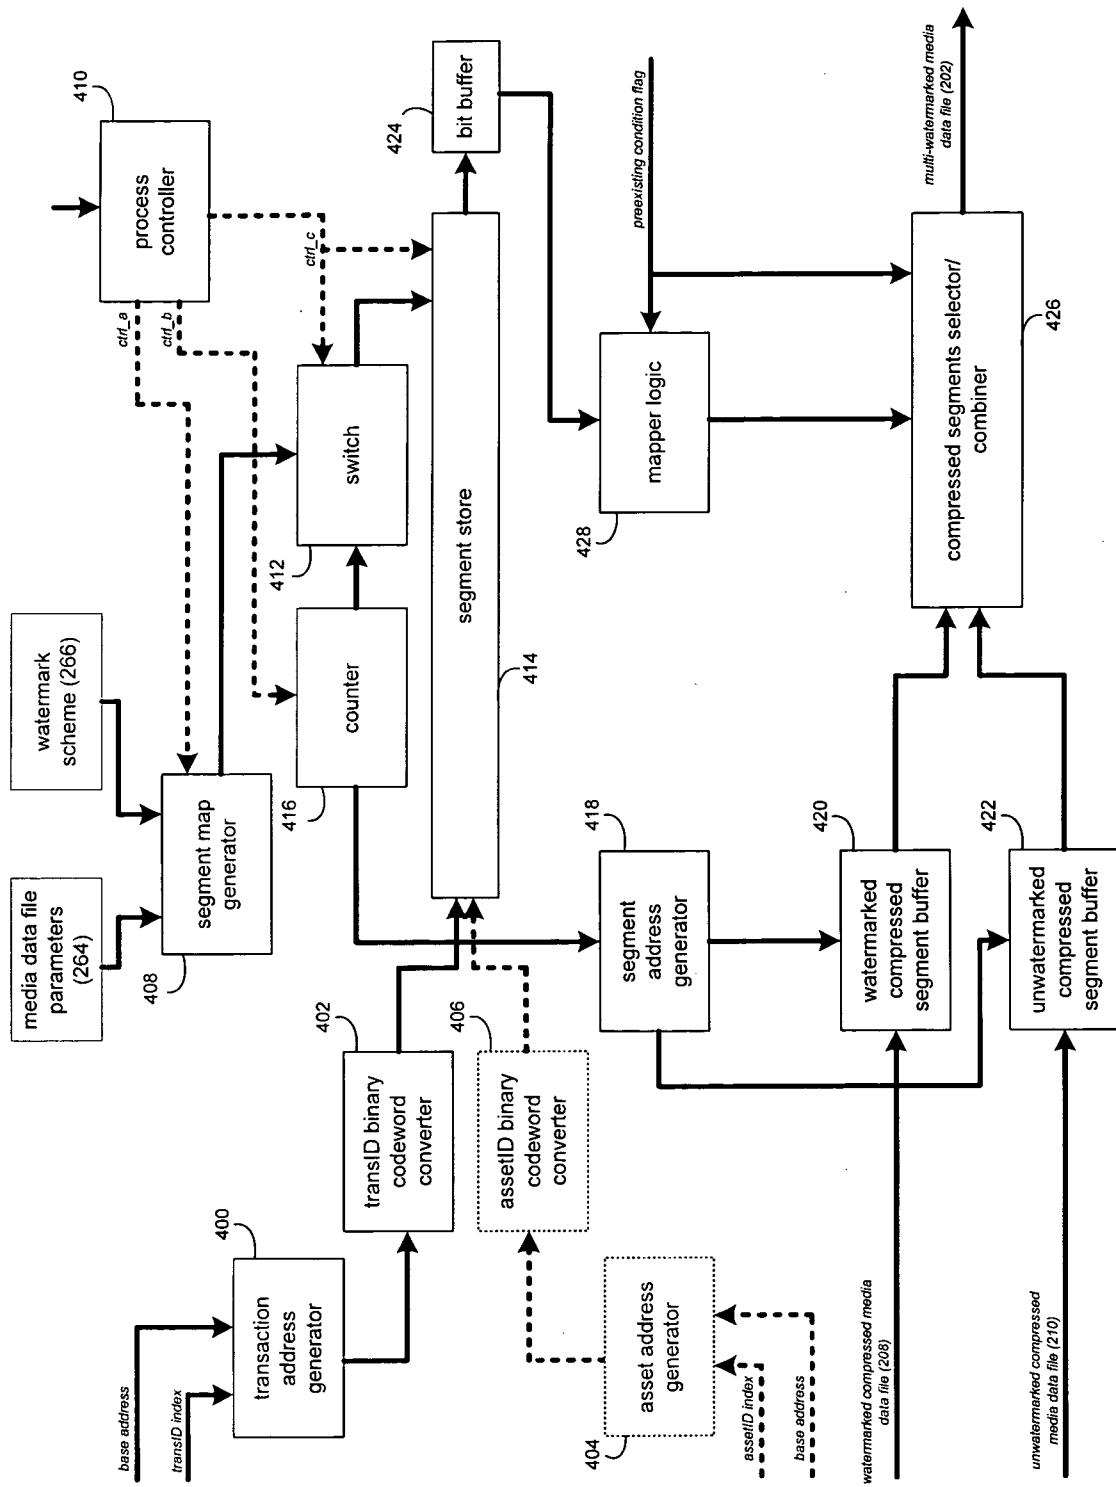 410
process
controller
ctrl_a
ctrl_b
ctrl_c
424
bit buffer
preexisting condition flag
multi-watermarked media
data file (202)
watermark
scheme (266)
media data file
parameters
(264)
segment map
generator
408
switch
412
counter
416
segment store
414
mapper logic
428
compressed segments selector/
combiner
426
418
segment
address
generator
420
watermarked
compressed
segment buffer
422
unwatermarked
compressed
segment buffer
402
transID binary
codeword
converter
406
assetID binary
codeword
converter
400
transaction
address
generator
base address
transID index
asset address
generator
404
assetID index
base address
watermarked compressed media
data file (208)
unwatermarked compressed
media data file (210)